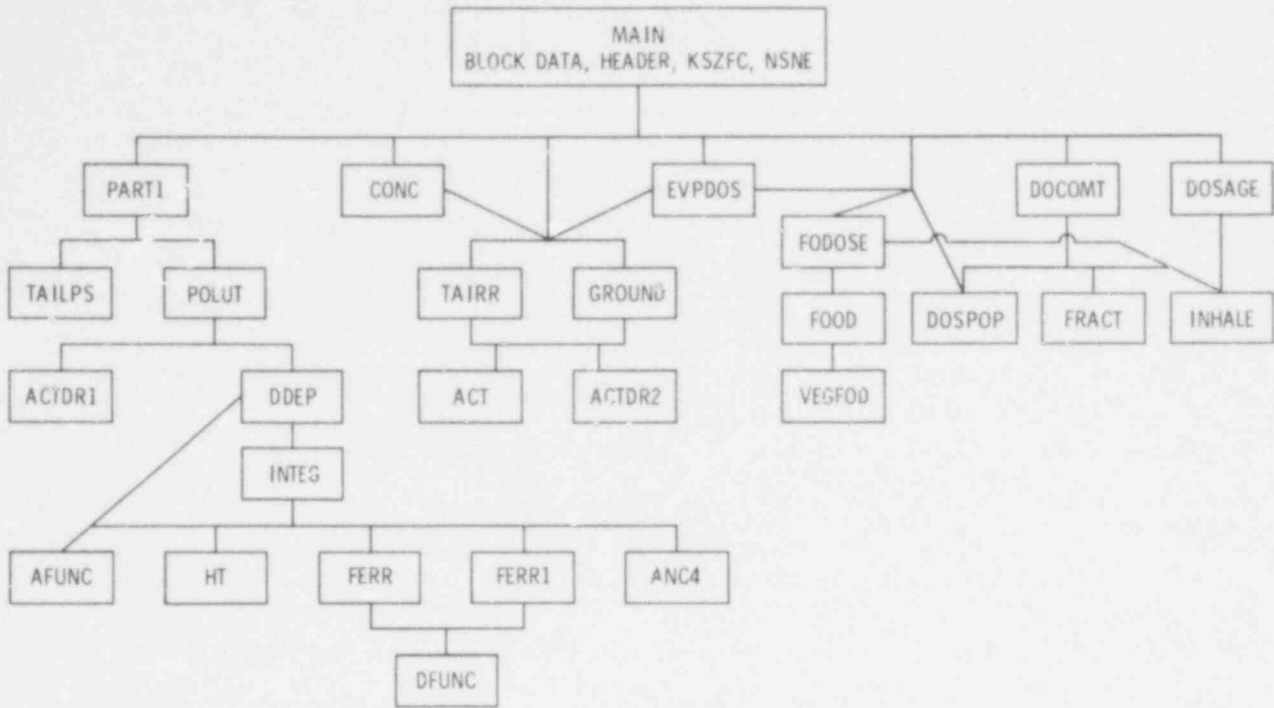 MAIN
BLOCK DATA, HEADER, KSZFC, NSNE
PART1
CONC
EVPDOS
DOCOMT
DOSAGE
FODOSE
TAILPS
POLUT
TAIRR
GROUND
FOOD
DOSPOP
FRACT
INHALE
ACTDR1
DDEP
ACT
ACTDR2
VEGFOD
INTEG
AFUNC
HT
FERR
FERR1
ANC4
DFUNC